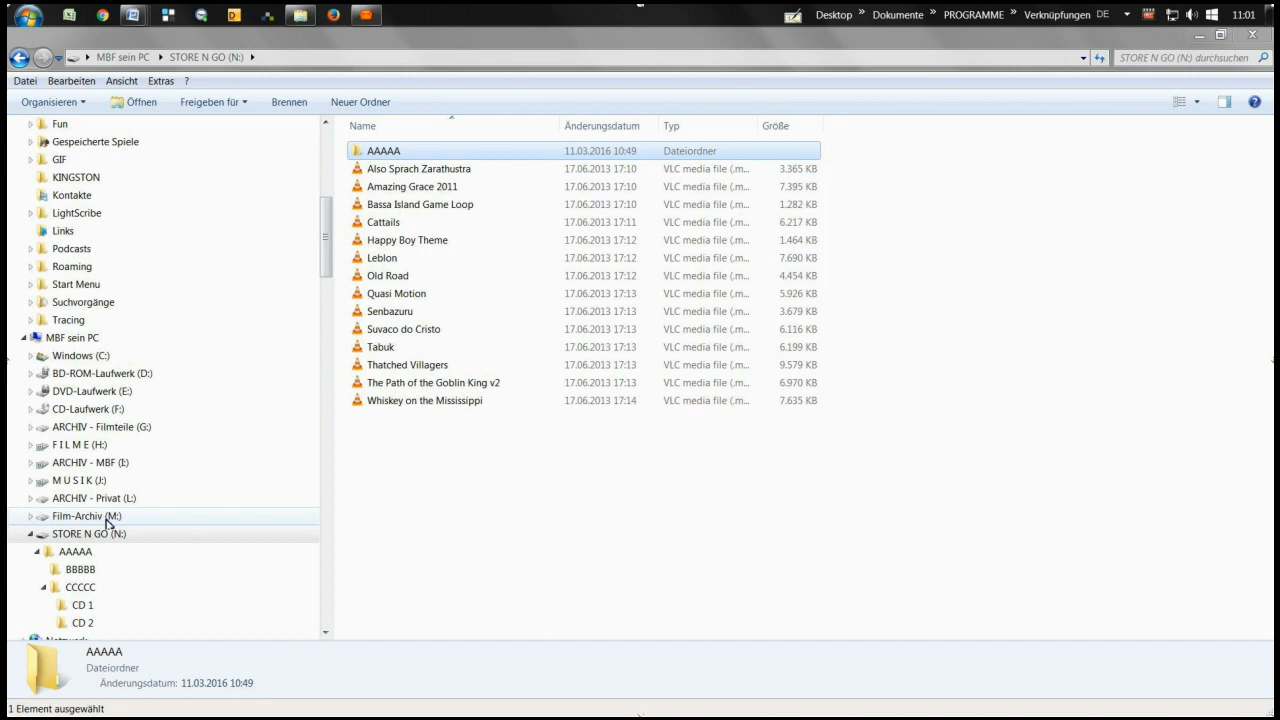 Desktop » Dokumente » PROGRAMME » Verknüpfungen DE 11:01
MBF sein PC STORE N GO (N:) STORE N GO (N:) durchsuchen
Datei Bearbeiten Ansicht Extras ?
Organisieren Öffnen Freigeben für Brennen Neuer Ordner
Fun
Gespeicherte Spiele
GIF
KINGSTON
Kontakte
LightScribe
Links
Podcasts
Roaming
Start Menu
Suchvorgänge
Tracing
MBF sein PC
Windows (C:)
BD-ROM-Laufwerk (D:)
DVD-Laufwerk (E:)
CD-Laufwerk (F:)
ARCHIV - Filmteile (G:)
F I L M E (H:)
ARCHIV - MBF (I:)
M U S I K (J:)
ARCHIV - Privat (L:)
Film-Archiv (M:)
STORE N GO (N:)
AAAAA
BBBBB
CCCCC
CD 1
CD 2
Netzwerk
Name Änderungsdatum Typ Größe
AAAAA 11.03.2016 10:49 Dateiordner
Also Sprach Zarathustra 17.06.2013 17:10 VLC media file (.m... 3.365 KB
Amazing Grace 2011 17.06.2013 17:10 VLC media file (.m... 7.395 KB
Bassa Island Game Loop 17.06.2013 17:10 VLC media file (.m... 1.282 KB
Cattails 17.06.2013 17:11 VLC media file (.m... 6.217 KB
Happy Boy Theme 17.06.2013 17:12 VLC media file (.m... 1.464 KB
Leblon 17.06.2013 17:12 VLC media file (.m... 7.690 KB
Old Road 17.06.2013 17:12 VLC media file (.m... 4.454 KB
Quasi Motion 17.06.2013 17:13 VLC media file (.m... 5.926 KB
Senbazuru 17.06.2013 17:13 VLC media file (.m... 3.679 KB
Suvaco do Cristo 17.06.2013 17:13 VLC media file (.m... 6.116 KB
Tabuk 17.06.2013 17:13 VLC media file (.m... 6.199 KB
Thatched Villagers 17.06.2013 17:13 VLC media file (.m... 9.579 KB
The Path of the Goblin King v2 17.06.2013 17:13 VLC media file (.m... 6.970 KB
Whiskey on the Mississippi 17.06.2013 17:14 VLC media file (.m... 7.635 KB
AAAAA
Dateiordner
Änderungsdatum: 11.03.2016 10:49
1 Element ausgewählt